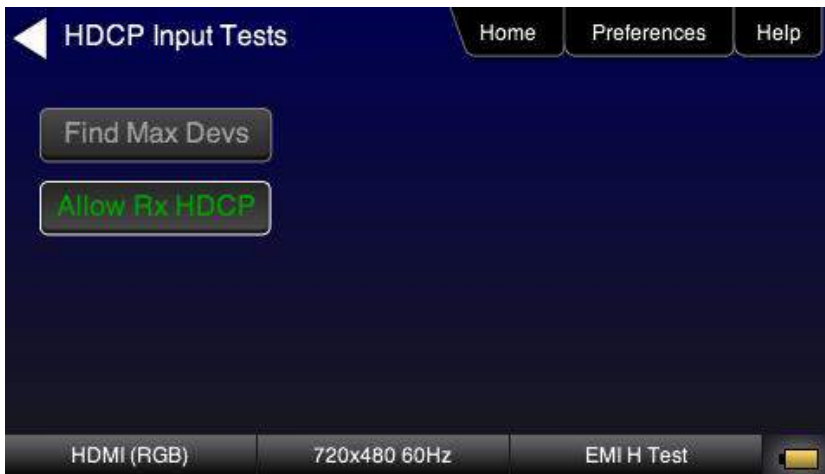 HDCP Input Tests
Home
Preferences
Help
Find Max Devs
Allow Rx HDCP
HDMI (RGB)
720x480 60Hz
EMI H Test